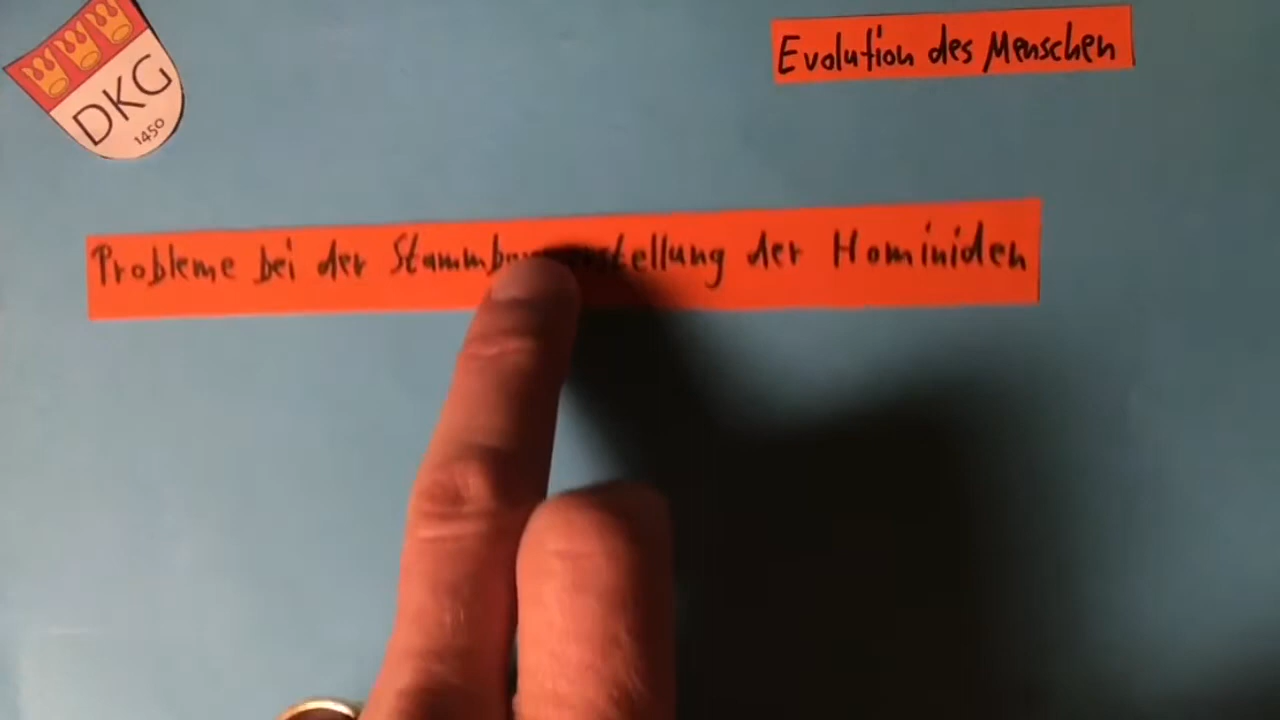 DKG
1450
Evolution des Menschen
Probleme bei der der Hominiden